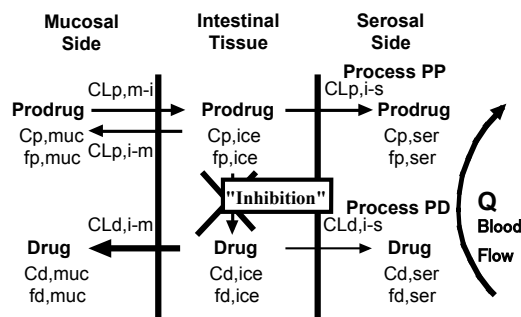 Mucosal Intestinal Serosal
Side Tissue Side
Process PP
CLp,m-i CLp,i-s
Prodrug Prodrug Prodrug
Cp,muc Cp,ice Cp,ser
fp,muc fp,ice fp,ser
CLp,i-m
"Inhibition"
Process PD
CLd,i-m CLd,i-s
Drug Drug Drug
Cd,muc Cd,ice Cd,ser
fd,muc fd,ice fd,ser
Q
Blood
Flow